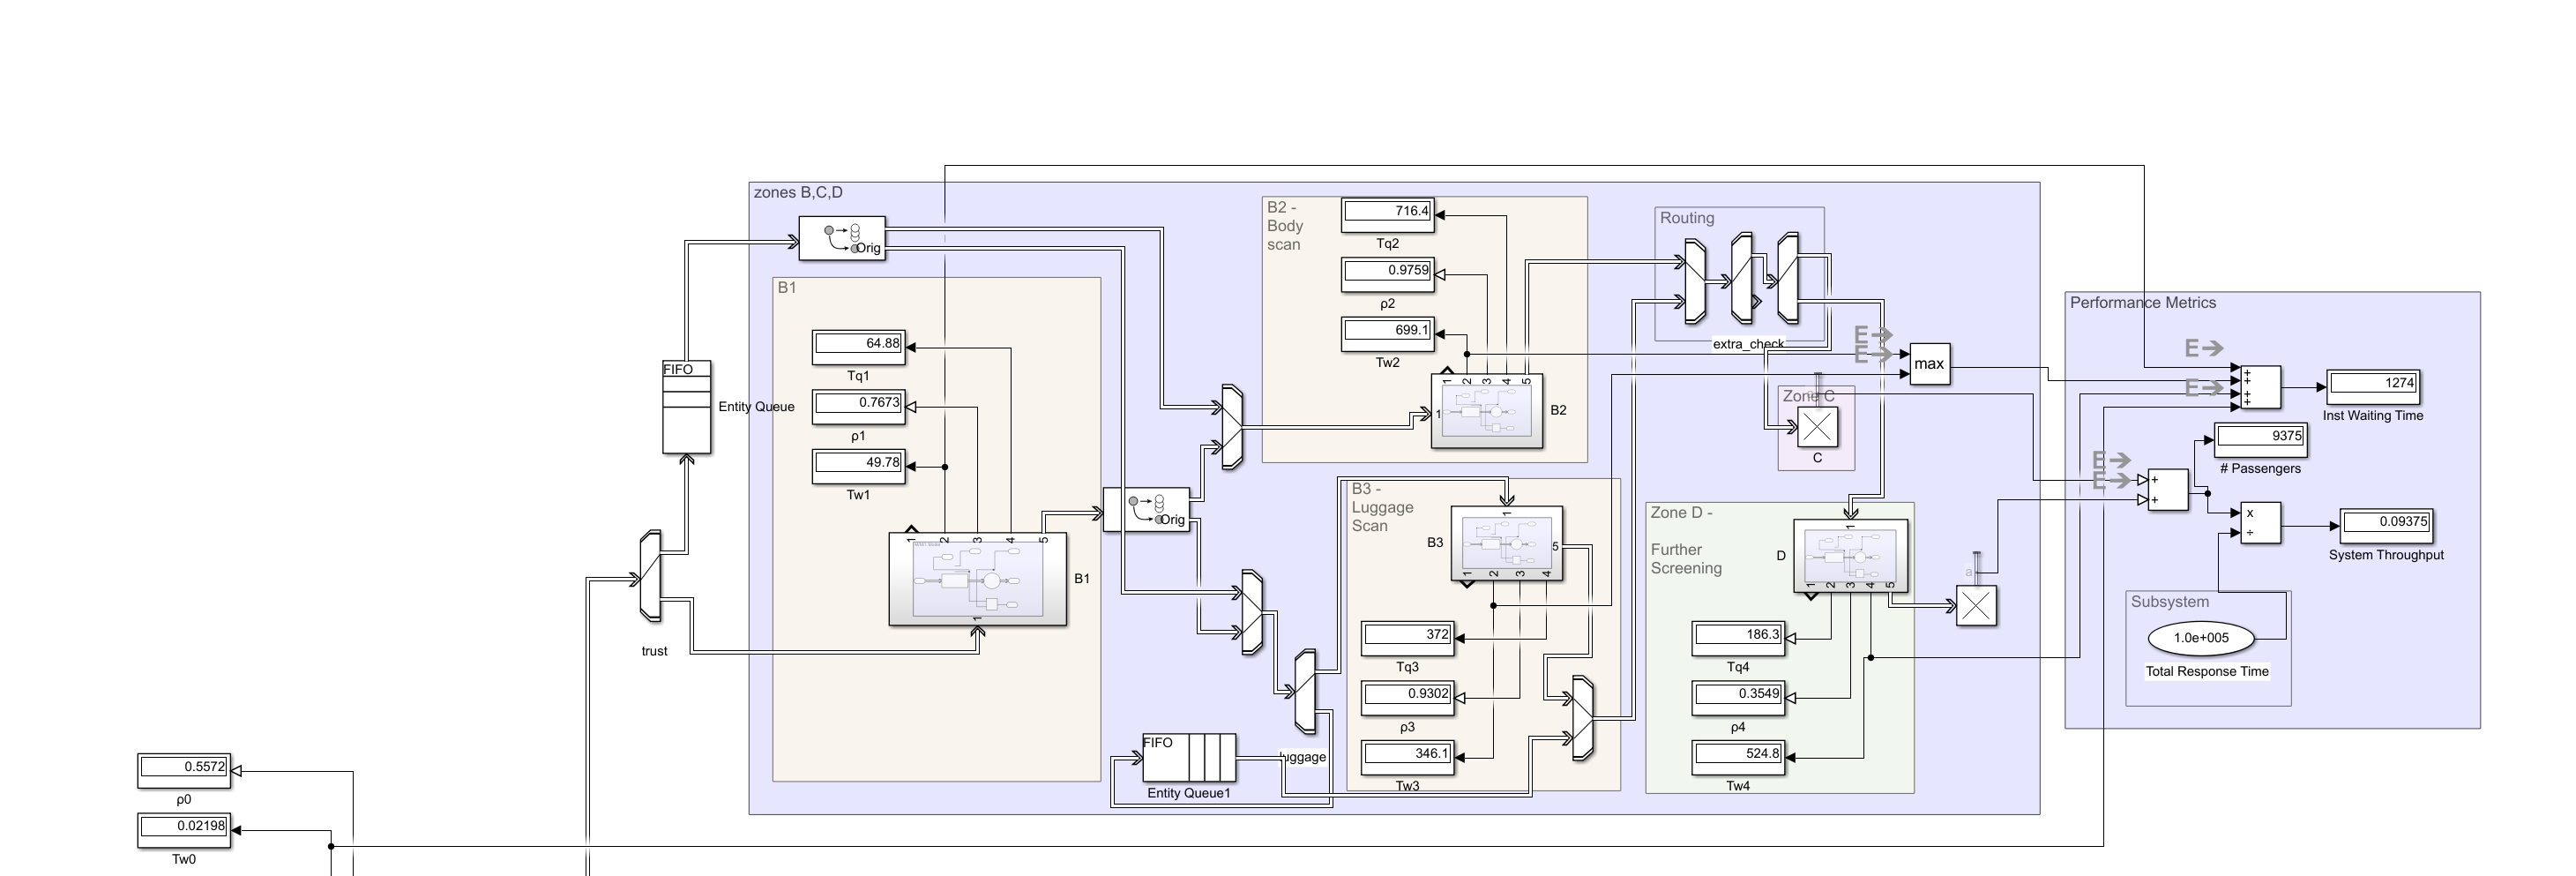 zones B,C,D
Orig
B1
64.88
Tq1
0.7673
ρ1
49.78
Tw1
1
2
3
4
5
1
B1
FIFO
Entity Queue
trust
0.5572
ρ0
0.02198
Tw0
Orig
B2 -
Body
scan
716.4
Tq2
0.9759
ρ2
699.1
Tw2
1
2
3
4
5
1
B2
B3 -
Luggage
Scan
1
5
B3
1
2
3
4
372
Tq3
0.9302
ρ3
346.1
Tw3
FIFO
Entity Queue1
luggage
Routing
extra_check
E
E
max
Zone C
C
Zone D -
Further
Screening
1
D
1
2
3
4
5
186.3
Tq4
0.3549
ρ4
524.8
Tw4
a
Performance Metrics
E
E
+
+
+
+
1274
Inst Waiting Time
9375
# Passengers
E
E
+
+
x
÷
0.09375
System Throughput
Subsystem
1.0e+005
Total Response Time